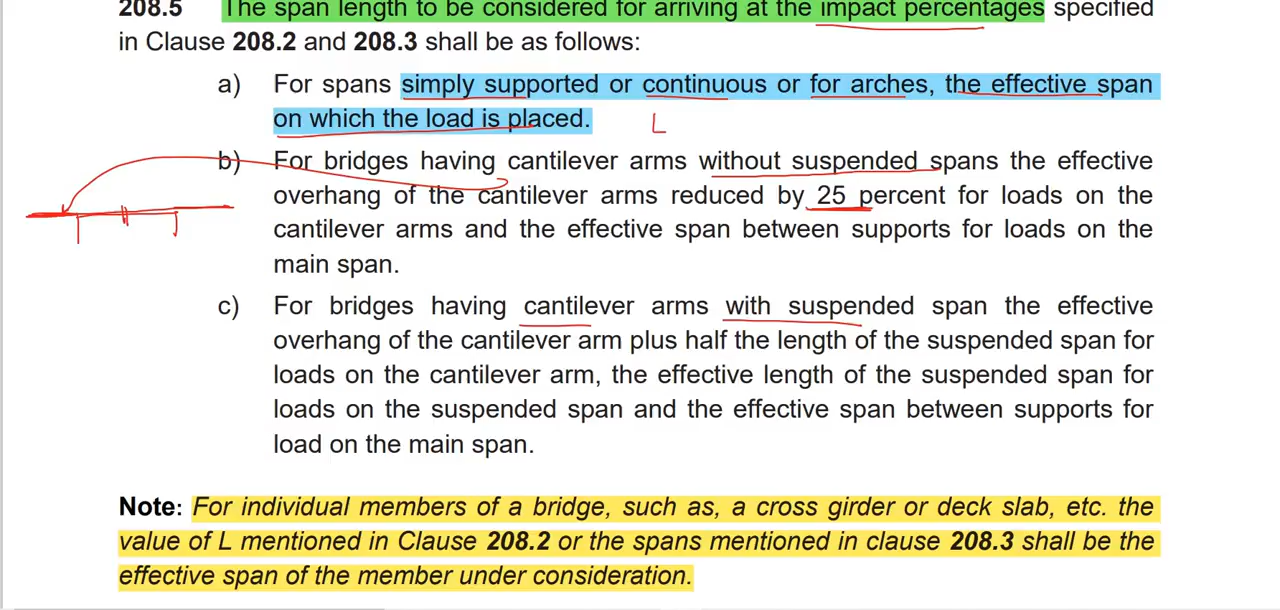 208.5 The span length to be considered for arriving at the impact percentages specified
in Clause 208.2 and 208.3 shall be as follows:
a) For spans simply supported or continuous or for arches, the effective span
on which the load is placed.
L
b) For bridges having cantilever arms without suspended spans the effective
overhang of the cantilever arms reduced by 25 percent for loads on the
cantilever arms and the effective span between supports for loads on the
main span.
c) For bridges having cantilever arms with suspended span the effective
overhang of the cantilever arm plus half the length of the suspended span for
loads on the cantilever arm, the effective length of the suspended span for
loads on the suspended span and the effective span between supports for
load on the main span.
Note: For individual members of a bridge, such as, a cross girder or deck slab, etc. the
value of L mentioned in Clause 208.2 or the spans mentioned in clause 208.3 shall be the
effective span of the member under consideration.